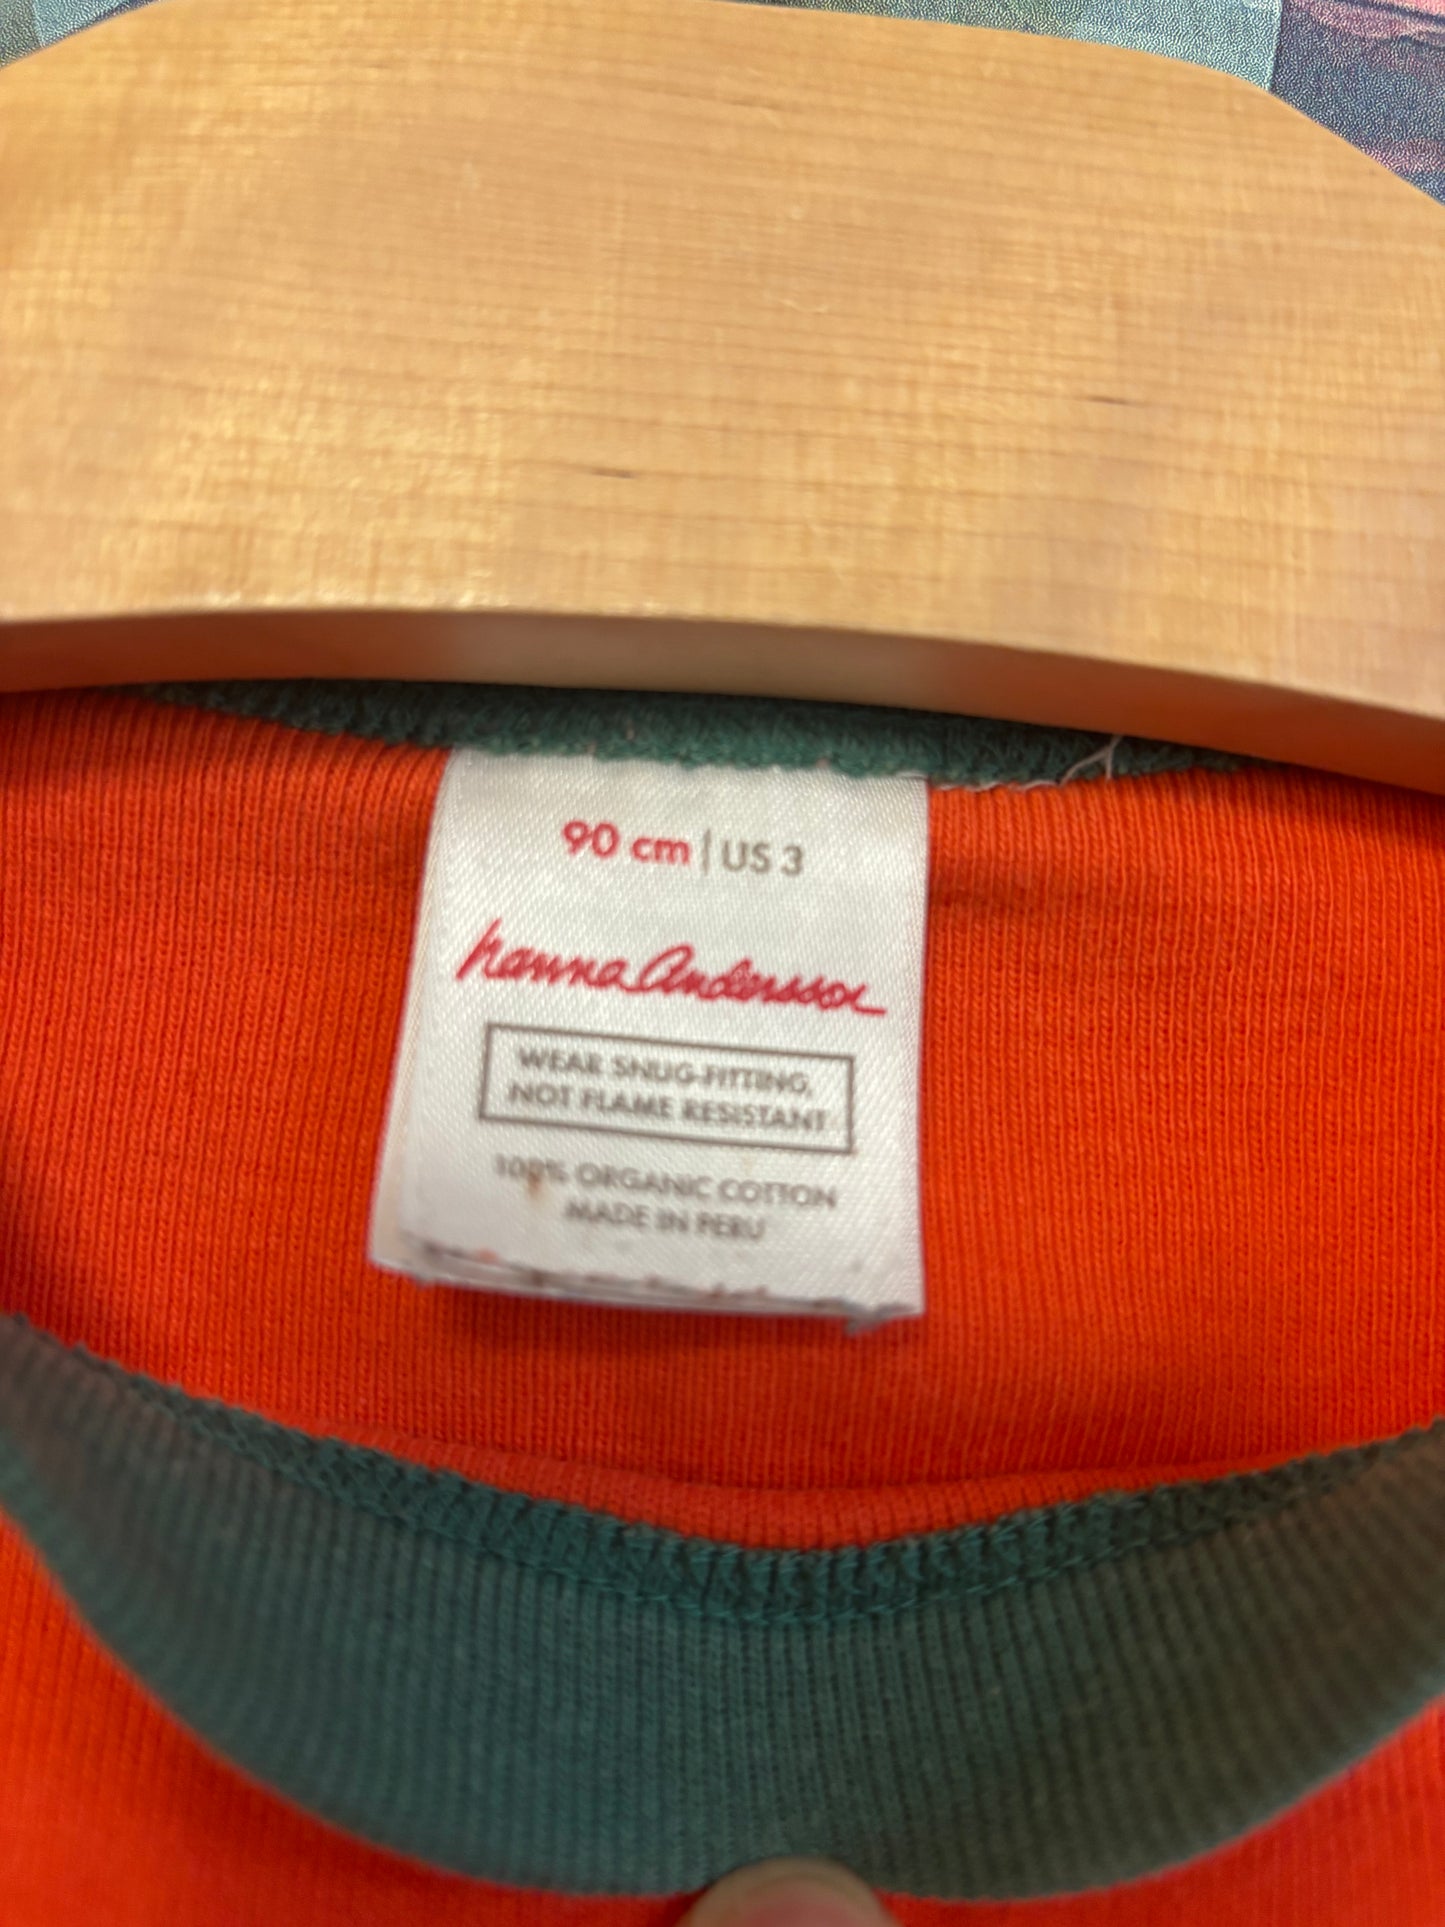 90 cm | US 3
hanna Andersson
WEAR SNUG-FITTING,
NOT FLAME RESISTANT
100% ORGANIC COTTON
MADE IN PERU